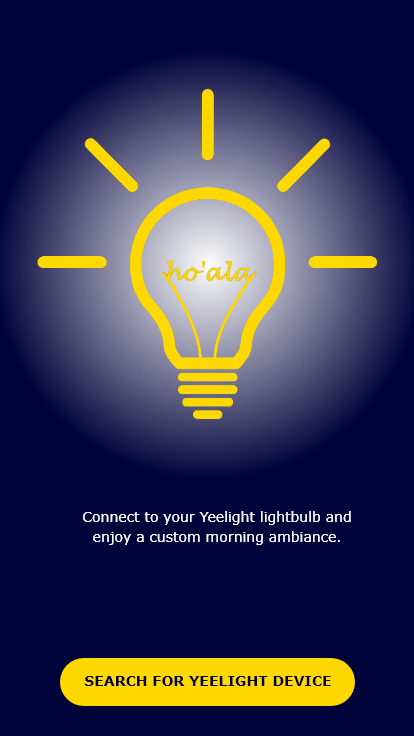 ho'ala
Connect to your Yeelight lightbulb and
enjoy a custom morning ambiance.
SEARCH FOR YEELIGHT DEVICE